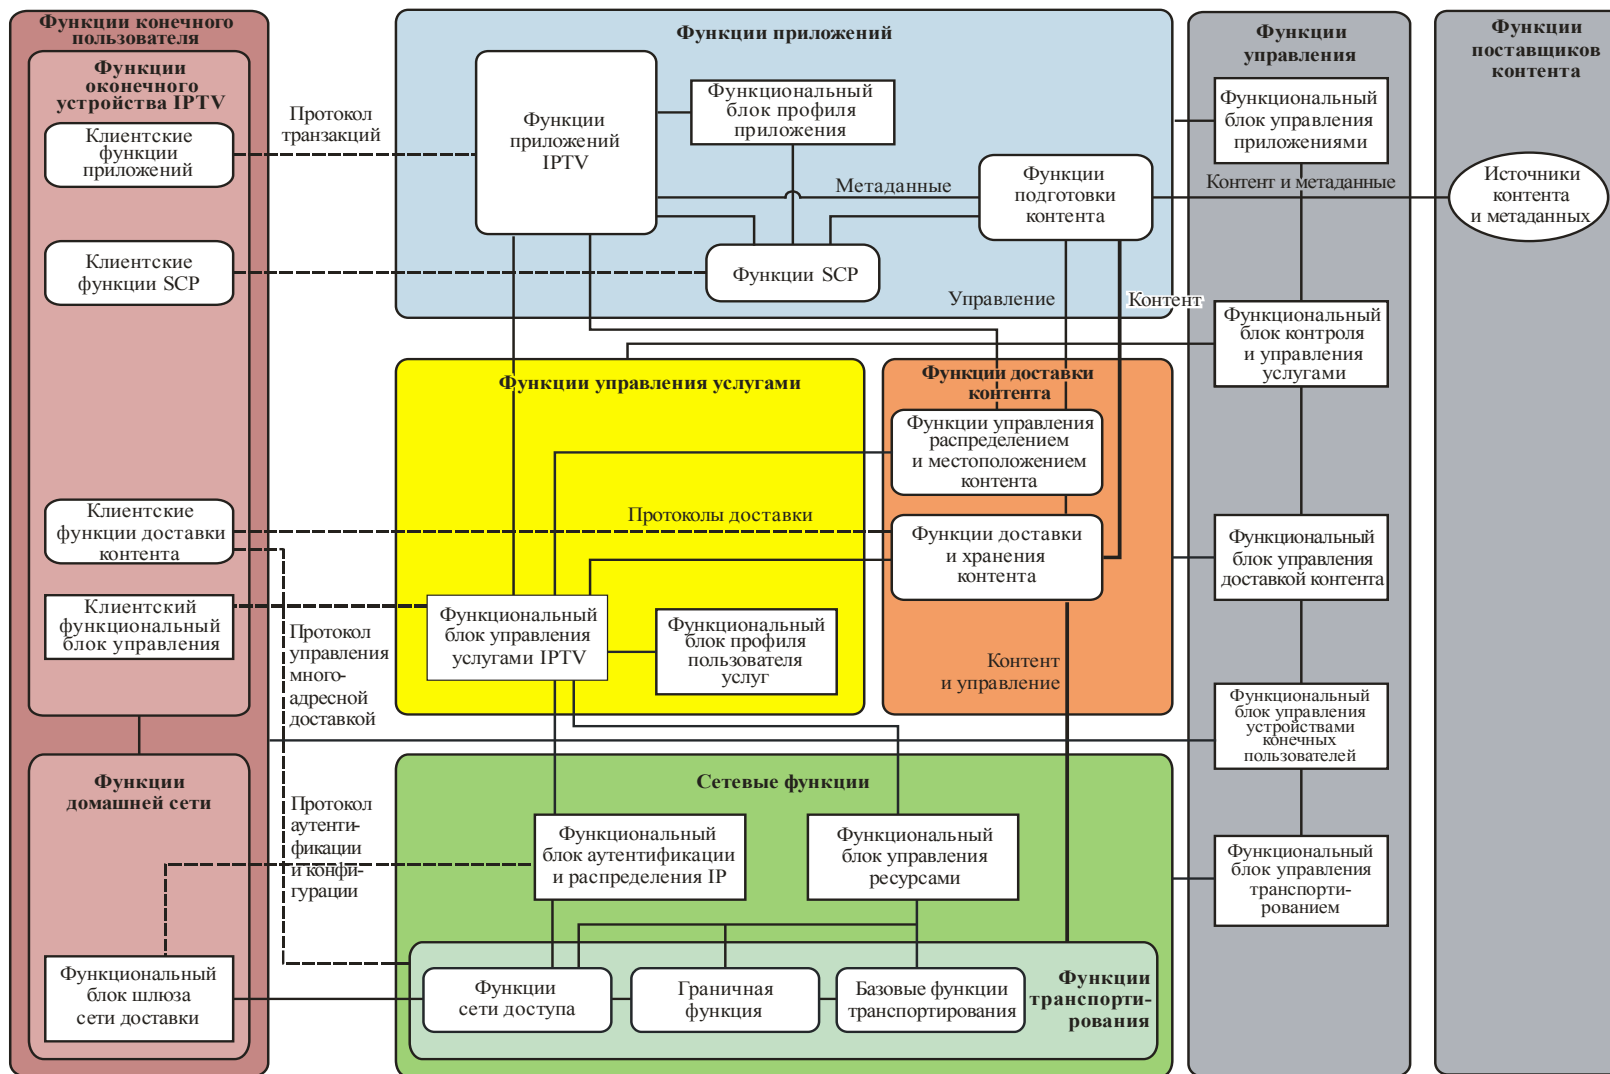 Функции конечного
пользователя
Функции
оконечного
устройства IPTV
Клиентские
функции
приложений
Клиентские
функции SCP
Клиентские
функции доставки
контента
Клиентский
функциональный
блок управления
Функции
домашней сети
Функциональный
блок шлюза
сети доставки
Протокол
транзакций
Протокол
управления
много-
адресной
доставкой
Протокол
аутенти-
фикации
и конфи-
гурации
Функции приложений
Функции
приложений
IPTV
Функциональный
блок профиля
приложения
Метаданные
Функции
подготовки
контента
Функции SCP
Управление
Контент
Функции управления услугами
Протоколы доставки
Функциональный
блок управления
услугами IPTV
Функциональный
блок профиля
пользователя
услуг
Функции доставки
контента
Функции управления
распределением
и местоположением
контента
Функции доставки
и хранения
контента
Контент
и управление
Сетевые функции
Функциональный
блок аутентификации
и распределения IP
Функциональный
блок управления
ресурсами
Функции
сети доступа
Граничная
функция
Базовые функции
транспортирования
Функции
транспорти-
рования
Функции
управления
Функциональный
блок управления
приложениями
Контент и метаданные
Функциональный
блок контроля
и управления
услугами
Функциональный
блок управления
доставкой контента
Функциональный
блок управления
устройствами
конечных
пользователей
Функциональный
блок управления
транспорти-
рованием
Функции
поставщиков
контента
Источники
контента
и метаданных